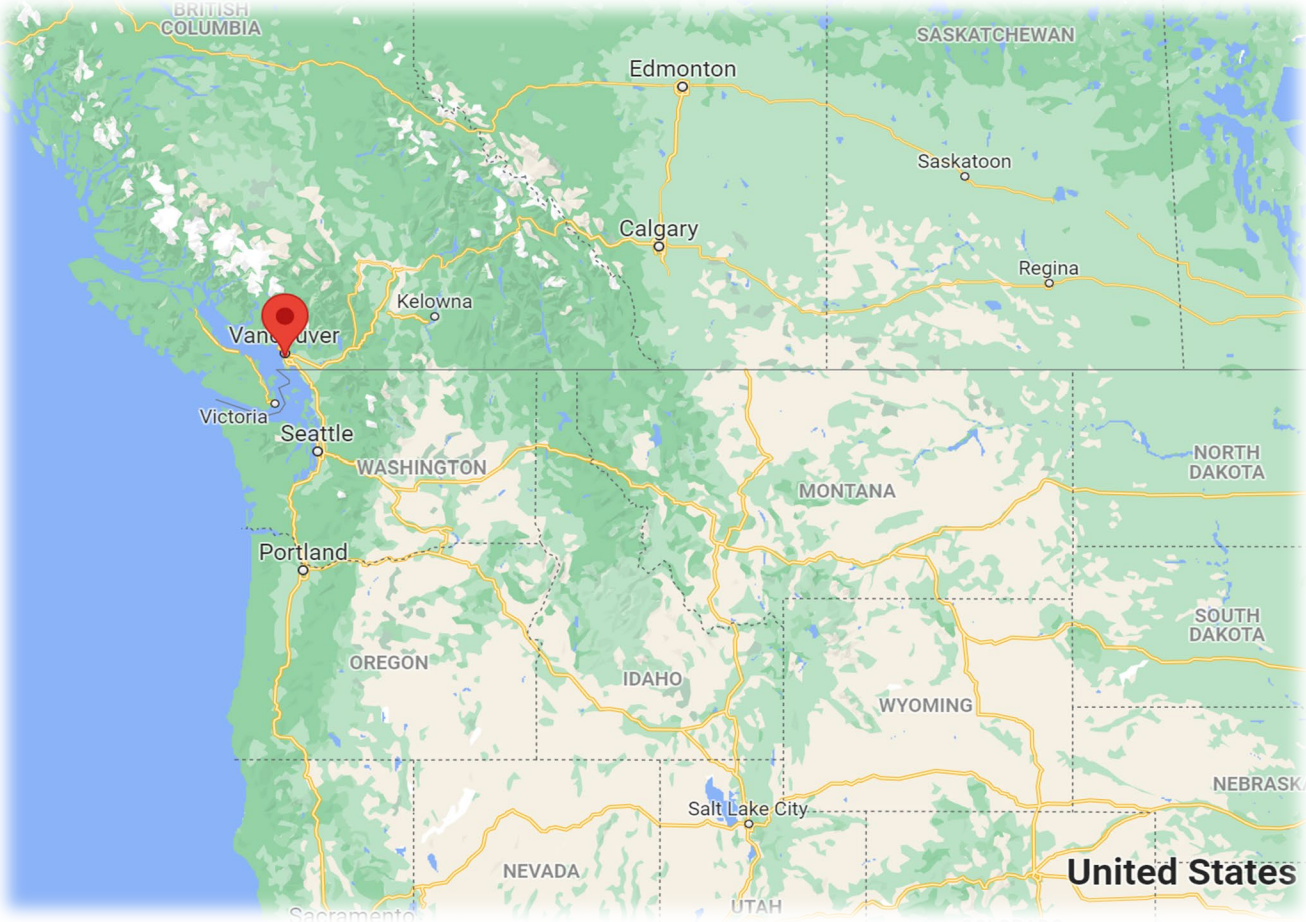 BRITISH
COLUMBIA
SASKATCHEWAN
Edmonton
Saskatoon
Calgary
Regina
Kelowna
Vancouver
Victoria
Seattle
WASHINGTON
NORTH
DAKOTA
MONTANA
Portland
SOUTH
DAKOTA
OREGON
IDAHO
WYOMING
NEBRASKA
Salt Lake City
NEVADA
United States
UTAH
Sacramento